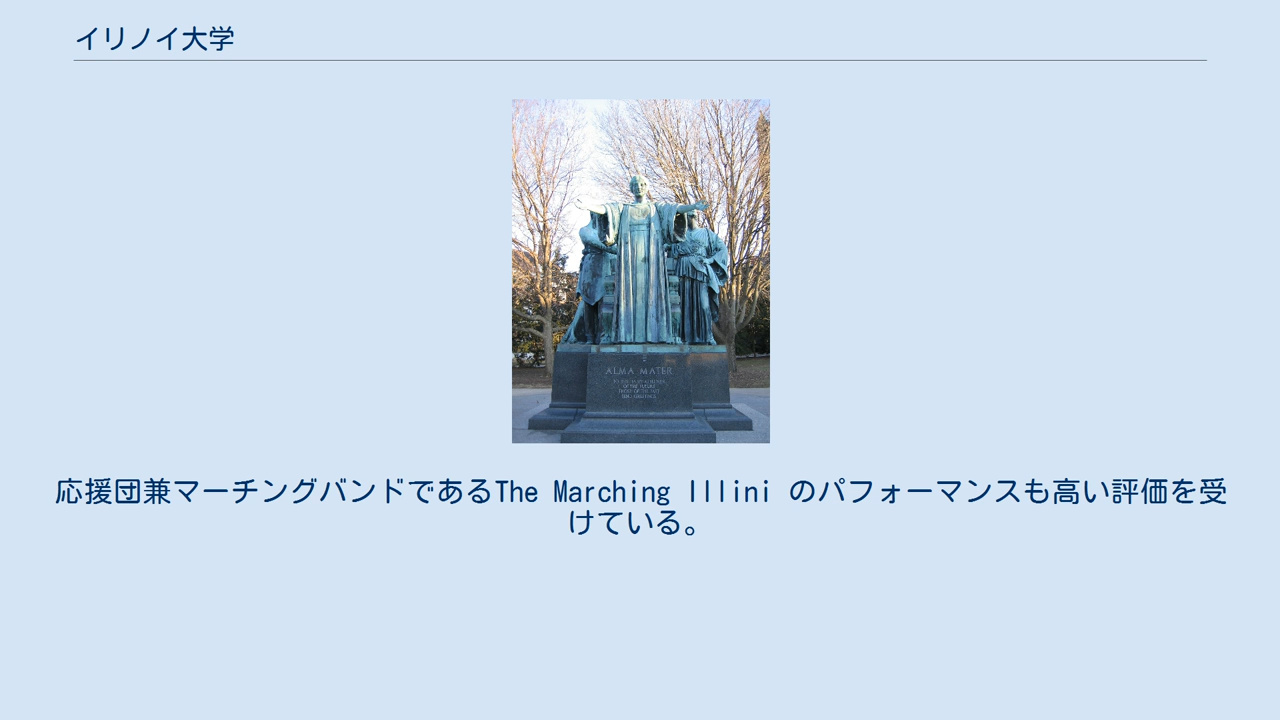 イリノイ大学
ALMA MATER
応援団兼マーチングバンドであるThe Marching Illini のパフォーマンスも高い評価を受
けている。